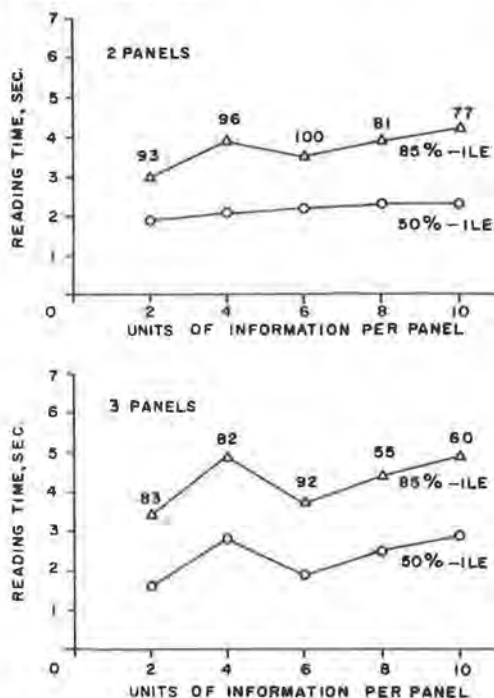 7
2 PANELS
6
5
4
3
2
1
0
READING TIME, SEC.
93
96
100
81
77
85%-ILE
50%-ILE
2 4 6 8 10
UNITS OF INFORMATION PER PANEL
7
3 PANELS
6
5
4
3
2
1
0
READING TIME, SEC.
83
82
92
55
60
85%-ILE
50%-ILE
2 4 6 8 10
UNITS OF INFORMATION PER PANEL